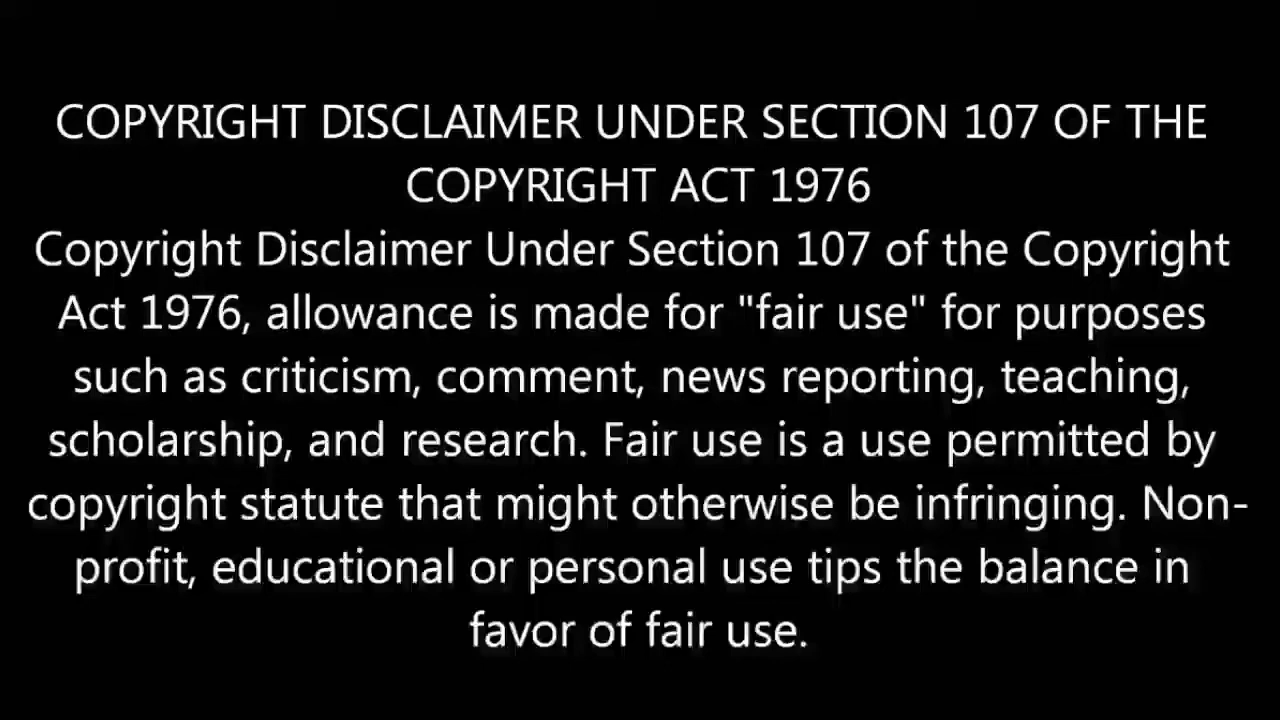 COPYRIGHT DISCLAIMER UNDER SECTION 107 OF THE
COPYRIGHT ACT 1976
Copyright Disclaimer Under Section 107 of the Copyright
Act 1976, allowance is made for "fair use" for purposes
such as criticism, comment, news reporting, teaching,
scholarship, and research. Fair use is a use permitted by
copyright statute that might otherwise be infringing. Non-
profit, educational or personal use tips the balance in
favor of fair use.